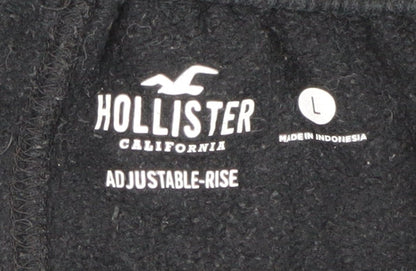 HOLLISTER
CALIFORNIA
ADJUSTABLE-RISE
L
MADE IN INDONESIA